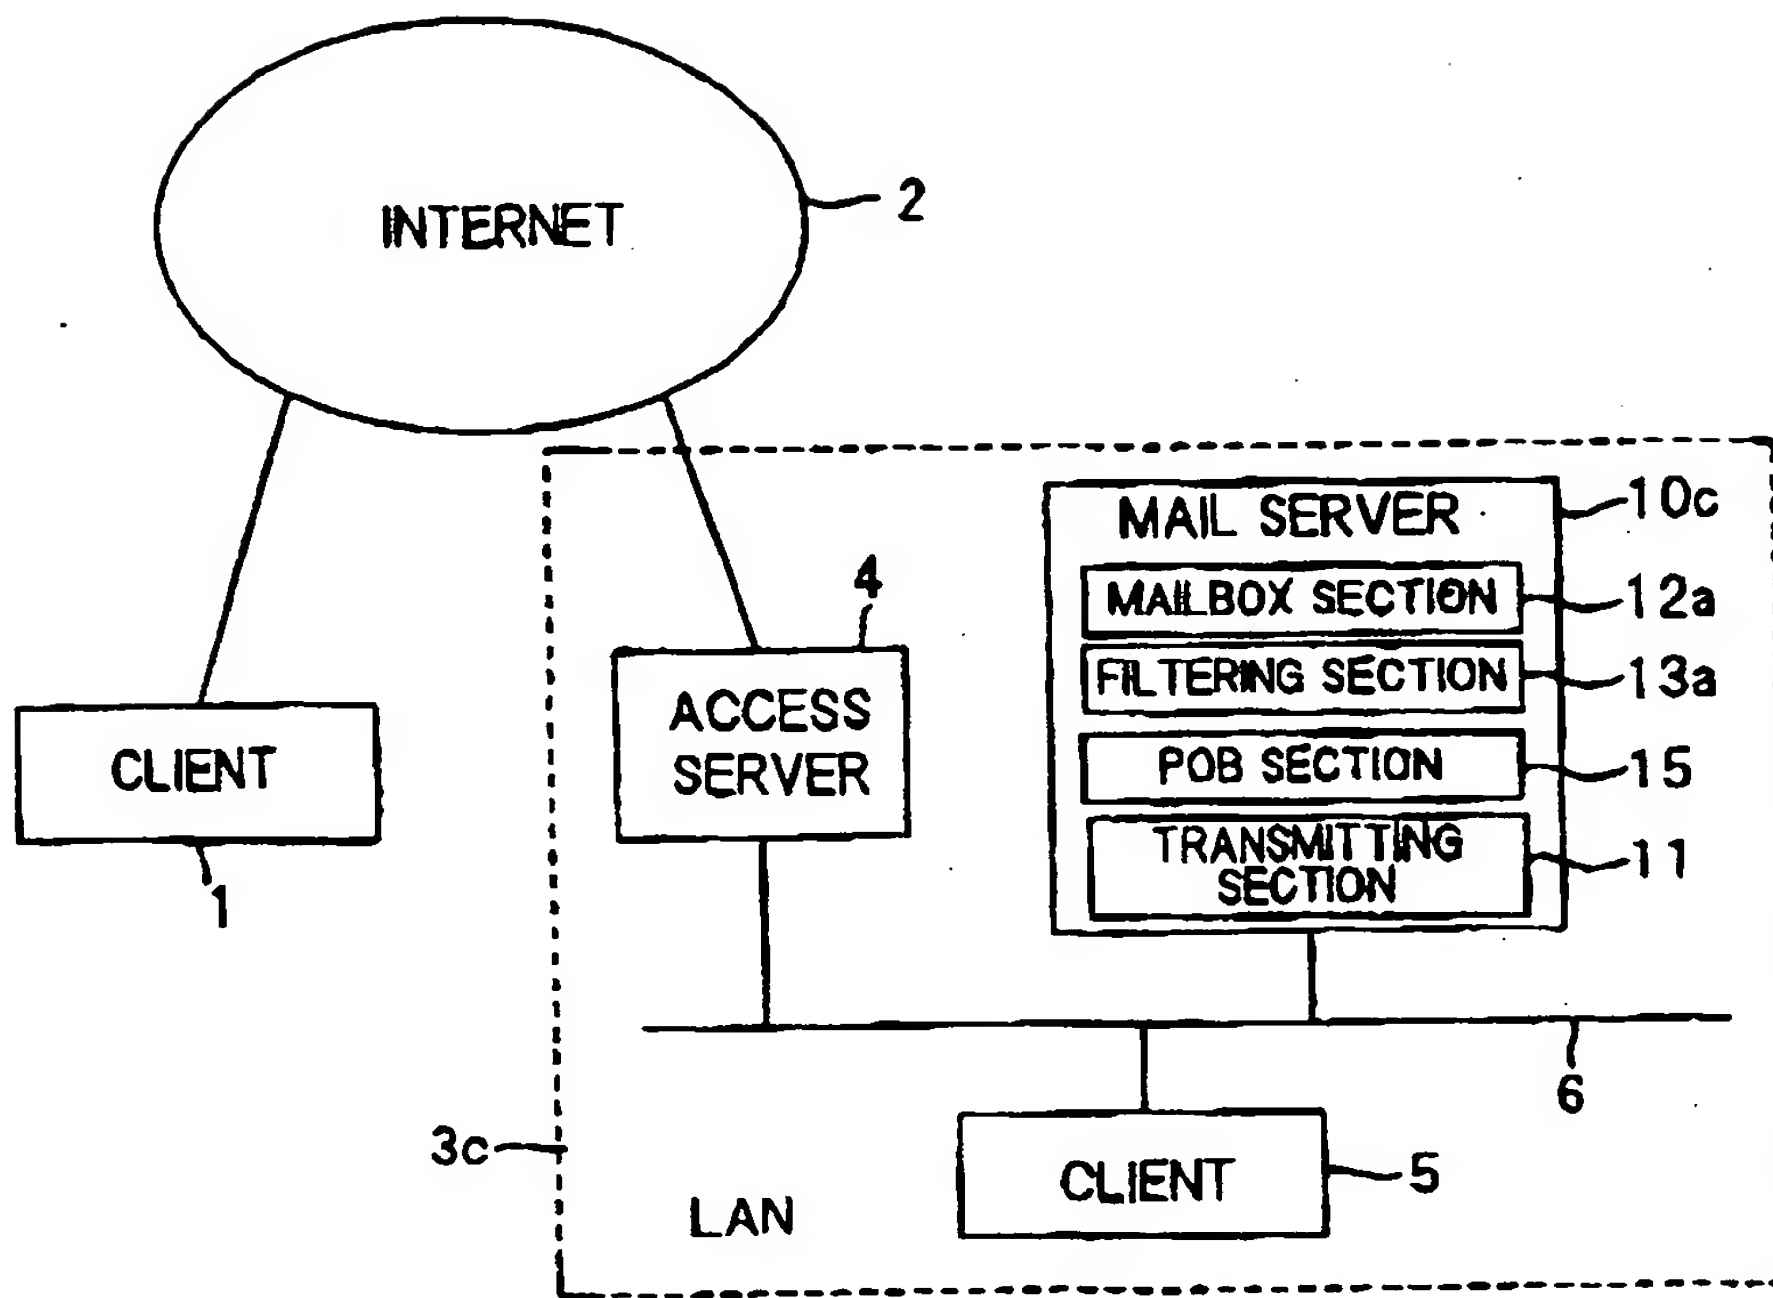 INTERNET
2
MAIL SERVER
10c
MAILBOX SECTION
12a
FILTERING SECTION
13a
POB SECTION
15
TRANSMITTING
SECTION
11
4
ACCESS
SERVER
CLIENT
1
6
3c
CLIENT
5
LAN